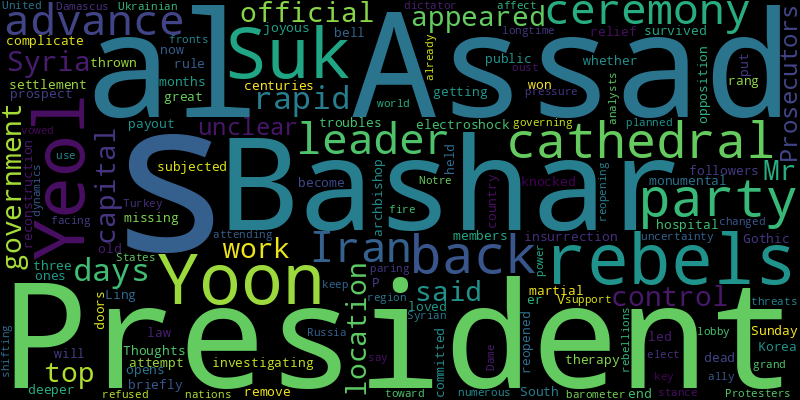 United Damascus Ukrainian official appeared dictator affect ceremony
advance al Suk Assad Prosecutors
complicate fronts joyous bell longtime relief survived
Syria thrown now rule already public whether put
settlement months centuries rapid getting oust won pressure analysts opposition rang
prospect great world governing planned
government Yeol capital unclear payout troubles electroshock
leader cathedral
vowed S Bashar Mr
reconstruction use dynamics subjected become held archbishop Notre country knocked reopening monumental followers
facing Turkey missing fire party hospital changed
attending members insurrection uncertainty Gothic
old work Iran back power rebels
three days States paring keep region P
ones Yoon location said er martial control
doors Ling loved Syrian Vsupport threats
President
shifting law Russia committed Dame reopened rebellions led lobby Sunday
will Thoughts say elect dead Korea
opens attempt investigating therapy key ally grand
top deeper briefly
refused nations remove toward numerous South barometer end stance Protesters